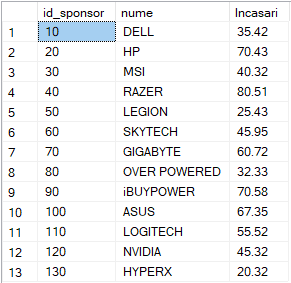 id_sponsor nume Incasari
1 10 DELL 35.42
2 20 HP 70.43
3 30 MSI 40.32
4 40 RAZER 80.51
5 50 LEGION 25.43
6 60 SKYTECH 45.95
7 70 GIGABYTE 60.72
8 80 OVER POWERED 32.33
9 90 iBUYPOWER 70.58
10 100 ASUS 67.35
11 110 LOGITECH 55.52
12 120 NVIDIA 45.32
13 130 HYPERX 20.32